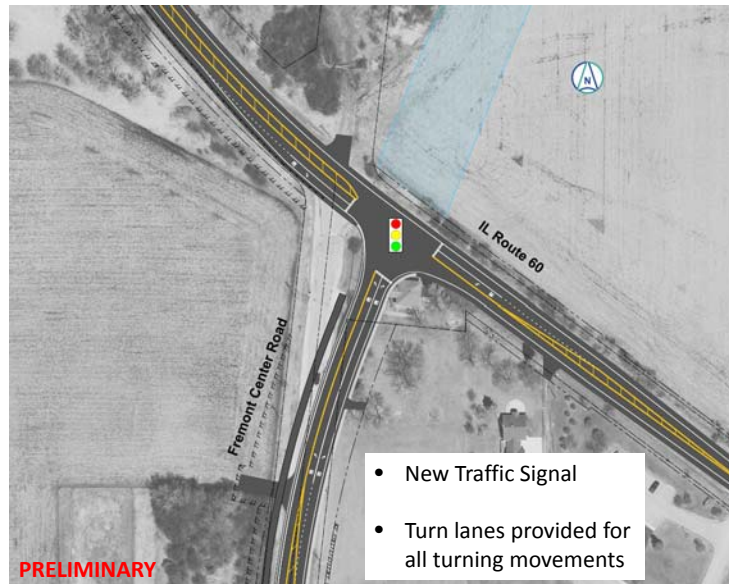 N
IL Route 60
Fremont Center Road
• New Traffic Signal
• Turn lanes provided for
all turning movements
PRELIMINARY